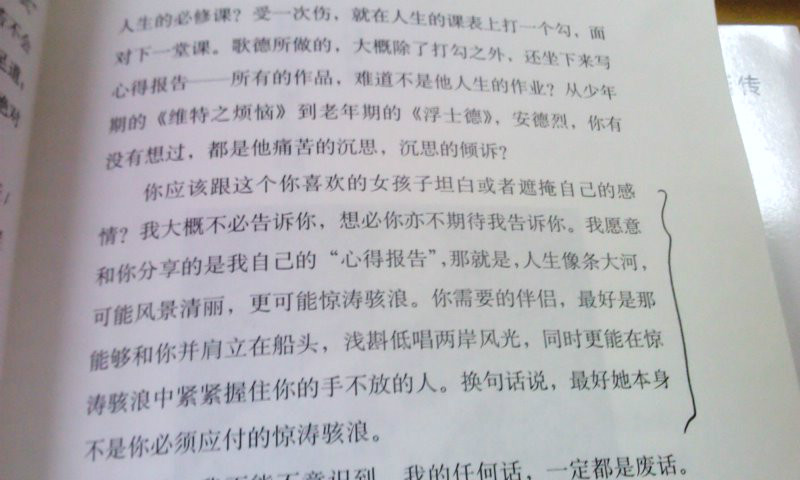 人生的必修课？受一次伤，就在人生的课表上打一个勾，面
对下一堂课。歌德所做的，大概除了打勾之外，还坐下来写
心得报告——所有的作品，难道不是他人生的作业？从少年
期的《维特之烦恼》到老年期的《浮士德》，安德烈，你有
没有想过，都是他痛苦的沉思，沉思的倾诉？
你应该跟这个你喜欢的女孩子坦白或者遮掩自己的感
情？我大概不必告诉你，想必你亦不期待我告诉你。我愿意
和你分享的是我自己的“心得报告”，那就是，人生像条大河，
可能风景清丽，更可能惊涛骇浪。你需要的伴侣，最好是那
能够和你并肩立在船头，浅斟低唱两岸风光，同时更能在惊
涛骇浪中紧紧握住你的手不放的人。换句话说，最好她本身
不是你必须应付的惊涛骇浪。
不能不意识到，我的任何话，一定都是废话。
传